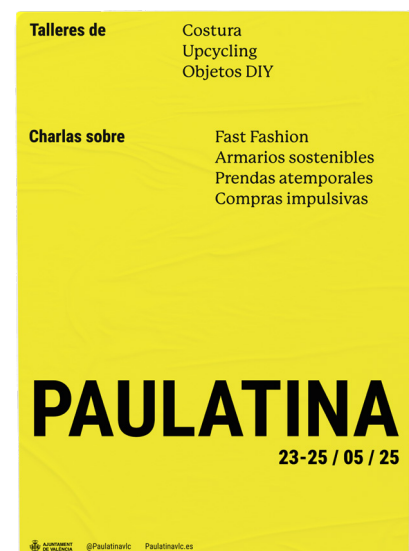 Talleres de
Costura
Upcycling
Objetos DIY
Charlas sobre
Fast Fashion
Armarios sostenibles
Prendas atemporales
Compras impulsivas
PAULATINA
23-25 / 05 / 25
AJUNTAMENT
DE VALÈNCIA
@Paulatinavlc
Paulatinavlc.es